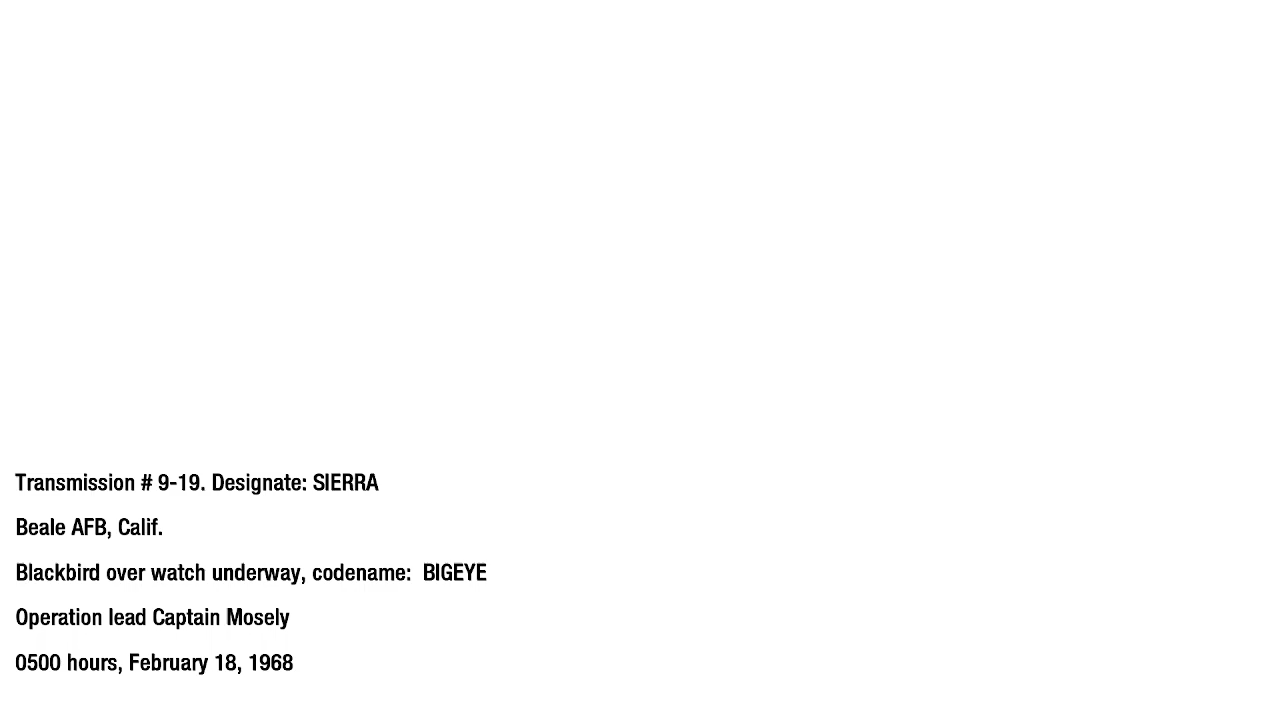 Transmission # 9-19. Designate: SIERRA
Beale AFB, Calif.
Blackbird over watch underway, codename:  BIGEYE
Operation lead Captain Mosely
0500 hours, February 18, 1968